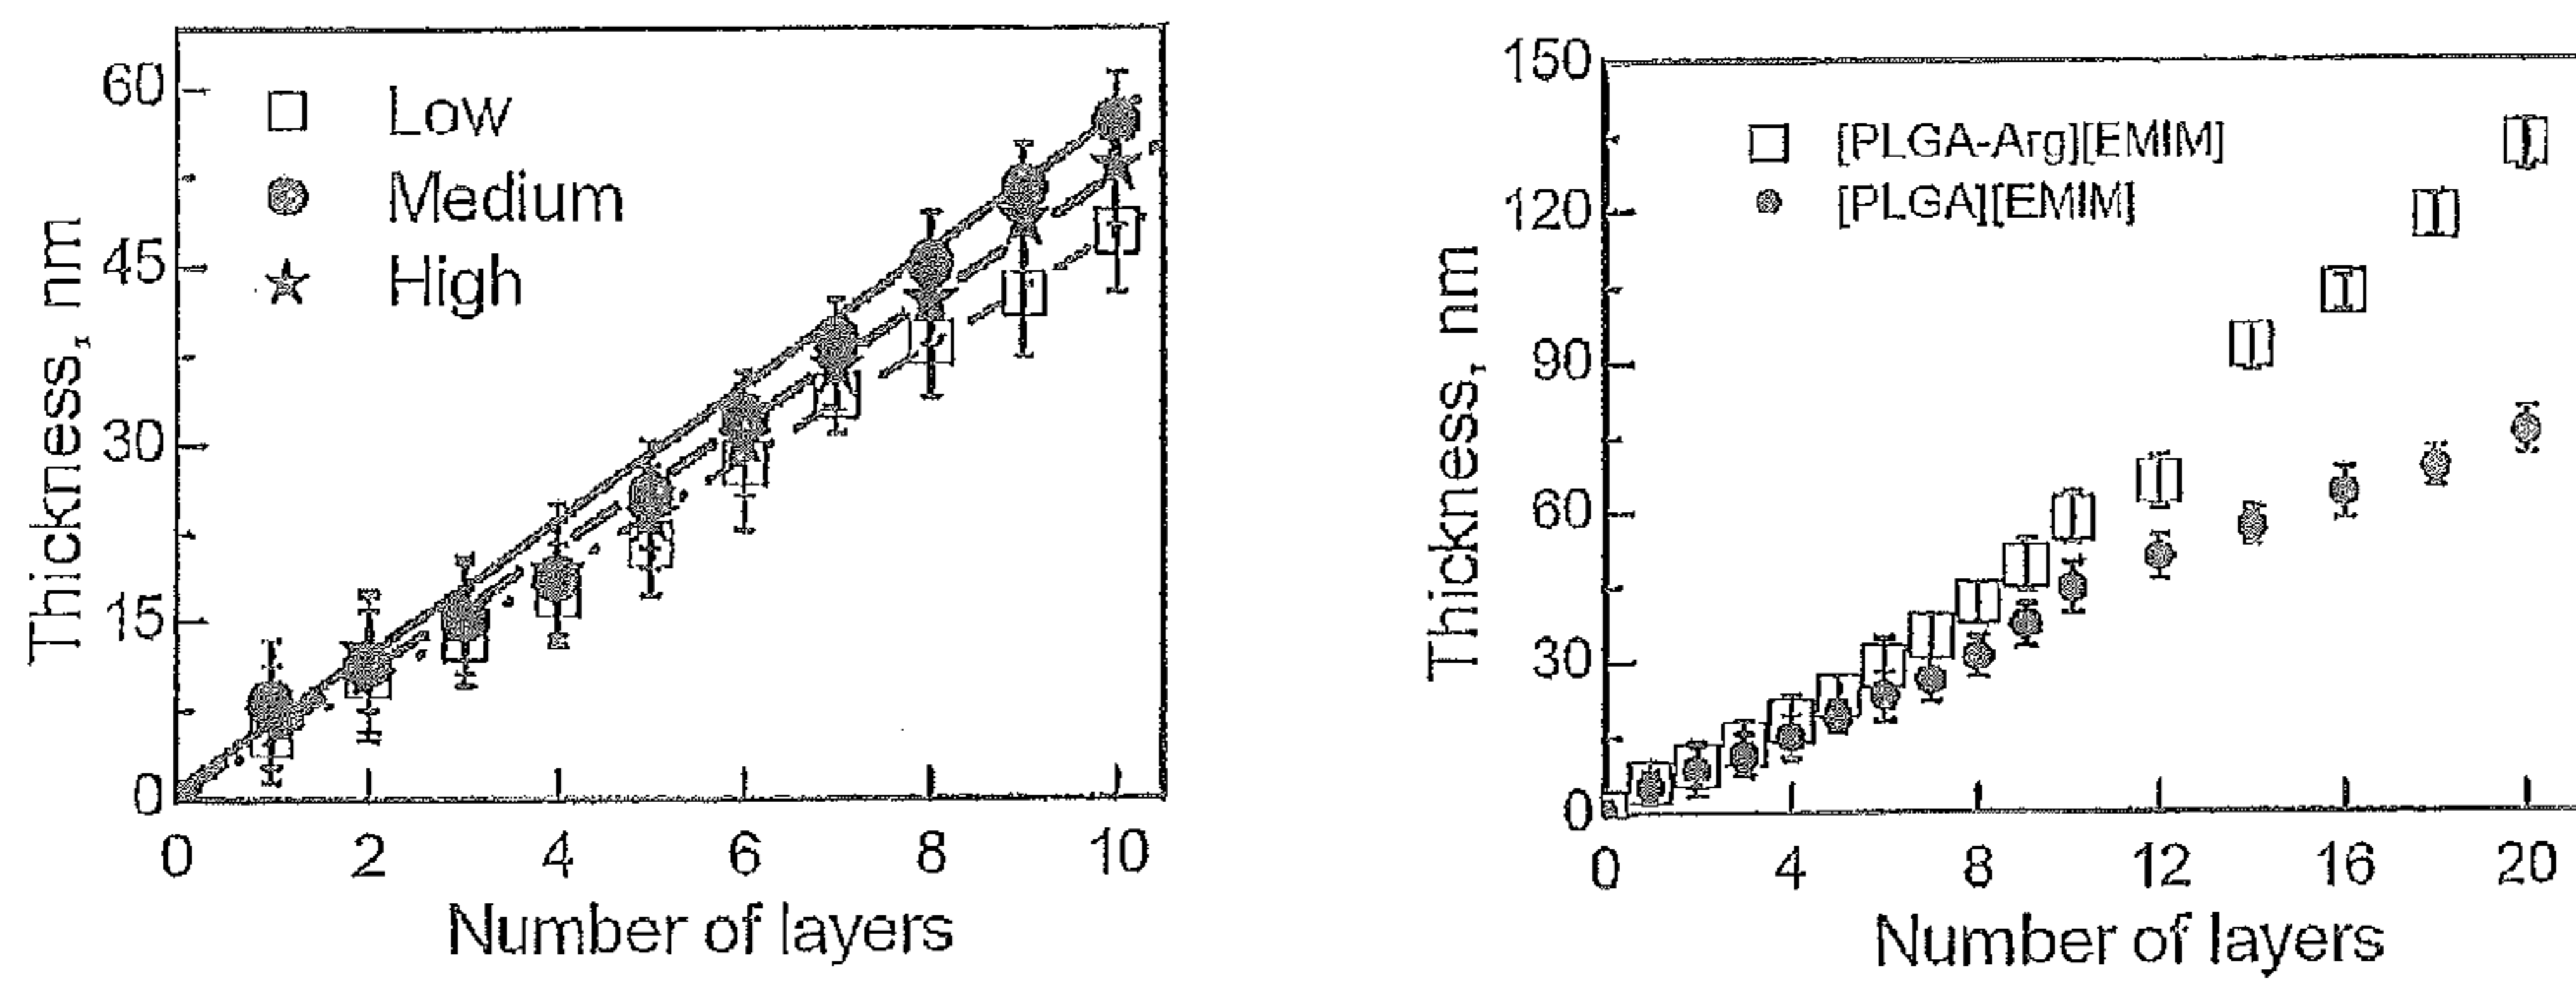 60
45
30
15
0
Thickness, nm
Low
Medium
High
0 2 4 6 8 10
Number of layers
150
120
90
60
30
0
Thickness, nm
[PLGA-Arg][EMIM]
[PLGA][EMIM]
0 4 8 12 16 20
Number of layers